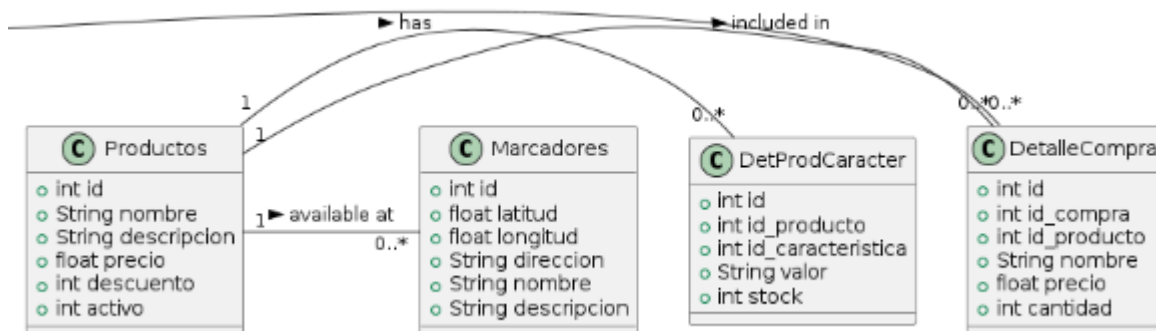 ► has
► included in
1
1
0..*
0..*
0..*
C Productos
int id
String nombre
String descripcion
float precio
int descuento
int activo
1
► available at
0..*
C Marcadores
int id
float latitud
float longitud
String direccion
String nombre
String descripcion
C DetProdCaracter
int id
int id_producto
int id_caracteristica
String valor
int stock
C DetalleCompra
int id
int id_compra
int id_producto
String nombre
float precio
int cantidad